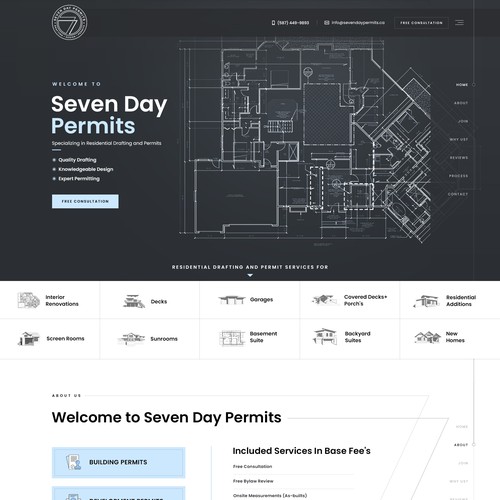 SEVEN DAY PERMITS
7
(587) 449-9893
info@sevendaypermits.ca
FREE CONSULTATION
WELCOME TO
Seven Day
Permits
Specializing in Residential Drafting and Permits
Quality Drafting
Knowledgeable Design
Expert Permitting
FREE CONSULTATION
HOME
ABOUT
JOIN
WHY US?
REVIEWS
PROCESS
CONTACT
RESIDENTIAL DRAFTING AND PERMIT SERVICES FOR
Interior
Renovations
Decks
Garages
Covered Decks+
Porch's
Residential
Additions
Screen Rooms
Sunrooms
Basement
Suite
Backyard
Suites
New
Homes
ABOUT US
Welcome to Seven Day Permits
BUILDING PERMITS
DEVELOPMENT PERMITS
Included Services In Base Fee's
Free Consultation
Free Bylaw Review
Onsite Measurements (As-builts)
HOME
ABOUT
JOIN
WHY US?
REVIEWS